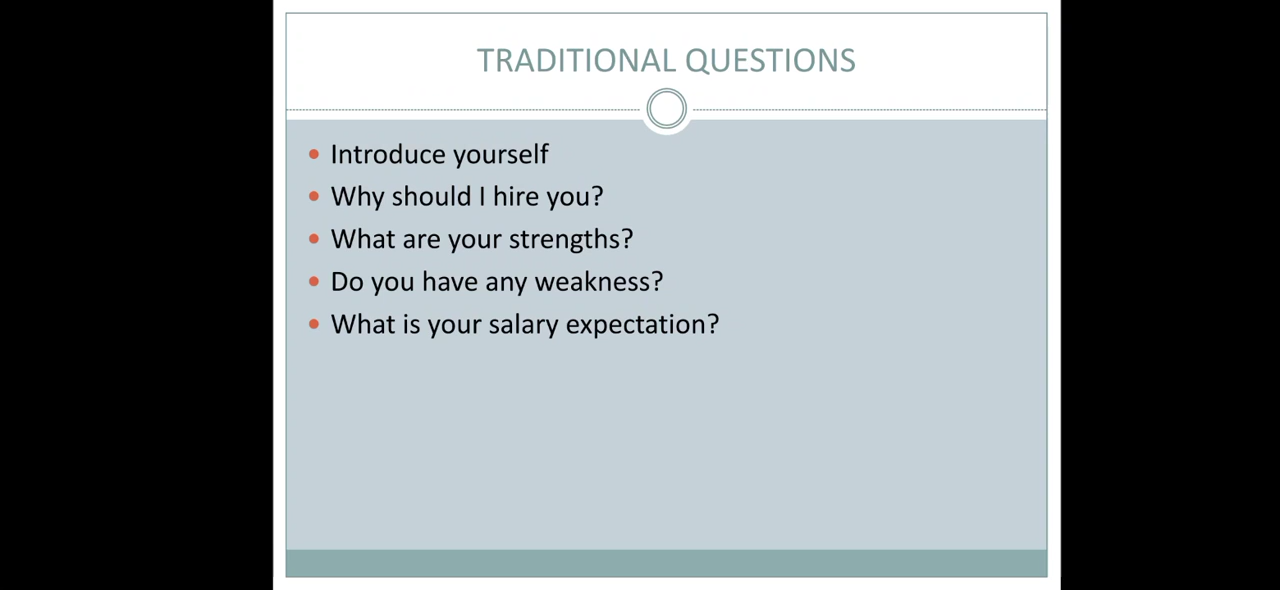 TRADITIONAL QUESTIONS
• Introduce yourself
• Why should I hire you?
• What are your strengths?
• Do you have any weakness?
• What is your salary expectation?